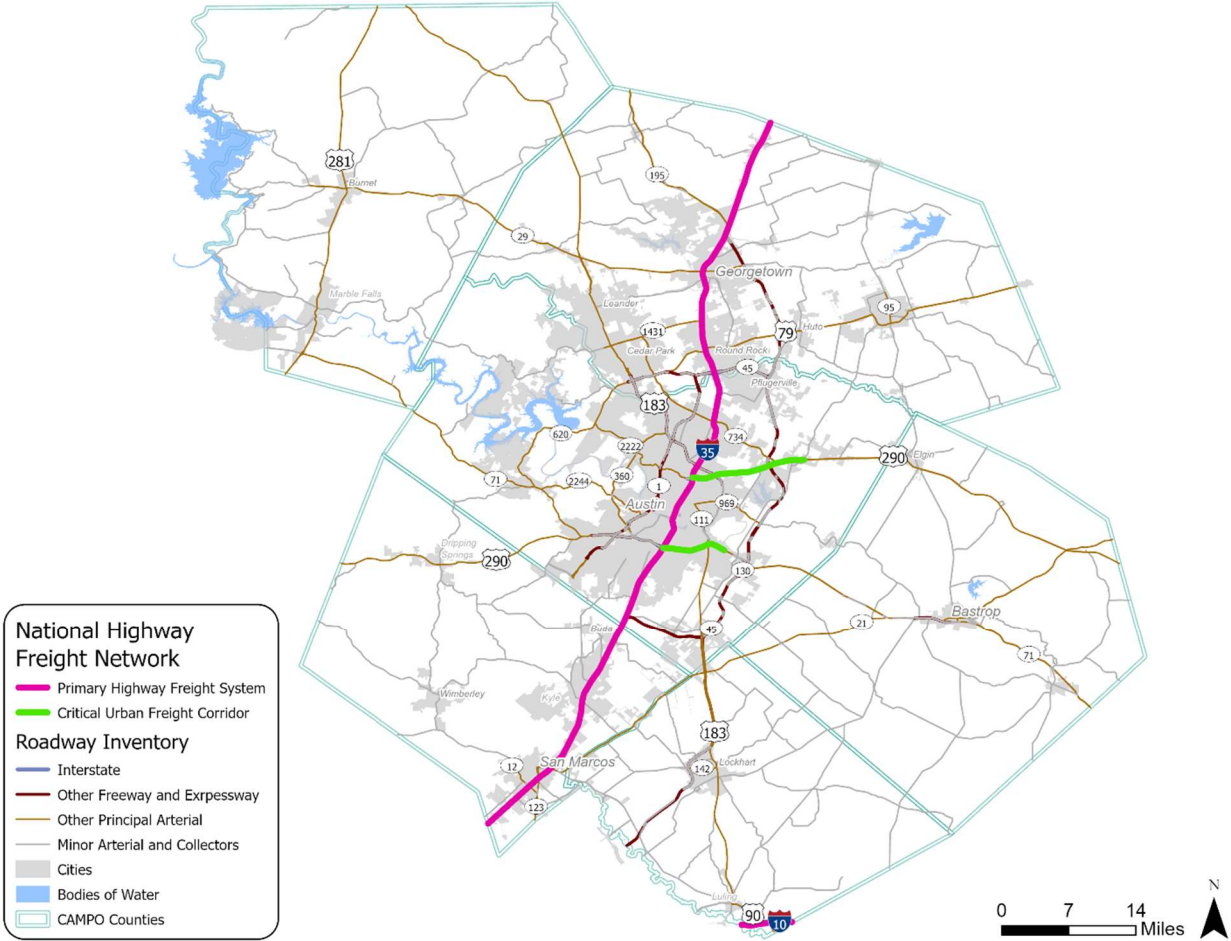 281
Burnet
195
29
Georgetown
Marble Falls
Leander
95
1431
79
Hutto
Cedar Park
Round Rock
45
Pflugerville
183
620
2222
734
35
290
Elgin
71
2244
360
1
969
Austin
111
Dripping
Springs
290
130
Bastrop
21
45
Buda
71
Wimberley
Kyle
183
San Marcos
12
142
Lockhart
123
Luling
90
10
National Highway
Freight Network
Primary Highway Freight System
Critical Urban Freight Corridor
Roadway Inventory
Interstate
Other Freeway and Exrpessway
Other Principal Arterial
Minor Arterial and Collectors
Cities
Bodies of Water
CAMPO Counties
0 7 14
Miles
N